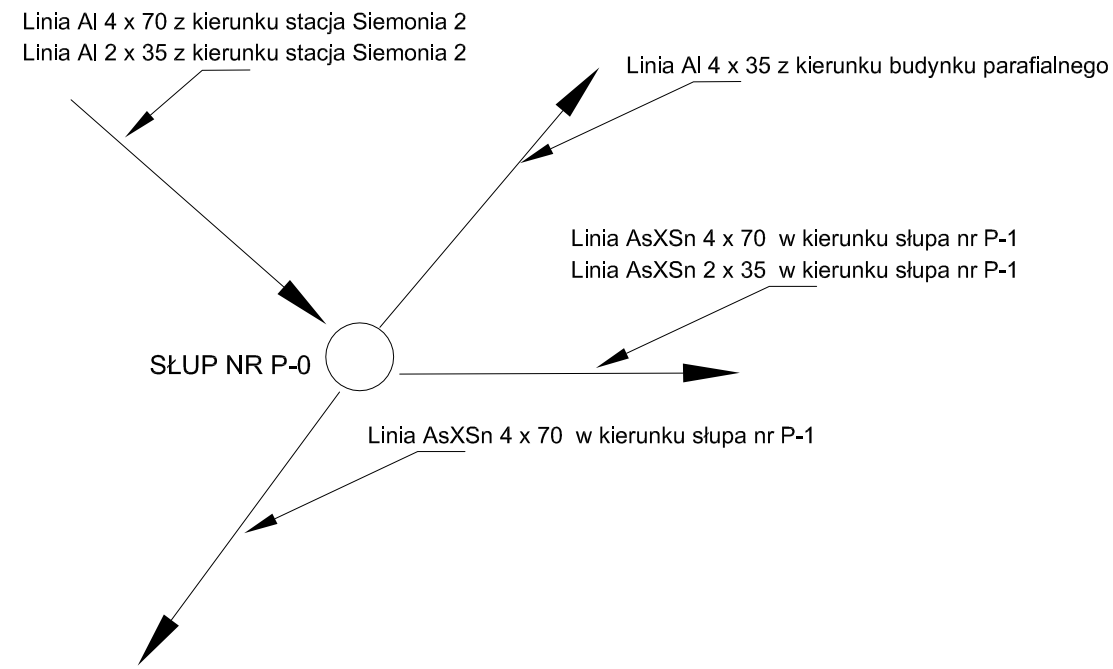 Linia Al 4 x 70 z kierunku stacja Siemonia 2
Linia Al 2 x 35 z kierunku stacja Siemonia 2
Linia Al 4 x 35 z kierunku budynku parafialnego
Linia AsXSn 4 x 70 w kierunku słupa nr P-1
Linia AsXSn 2 x 35 w kierunku słupa nr P-1
SŁUP NR P-0
Linia AsXSn 4 x 70 w kierunku słupa nr P-1